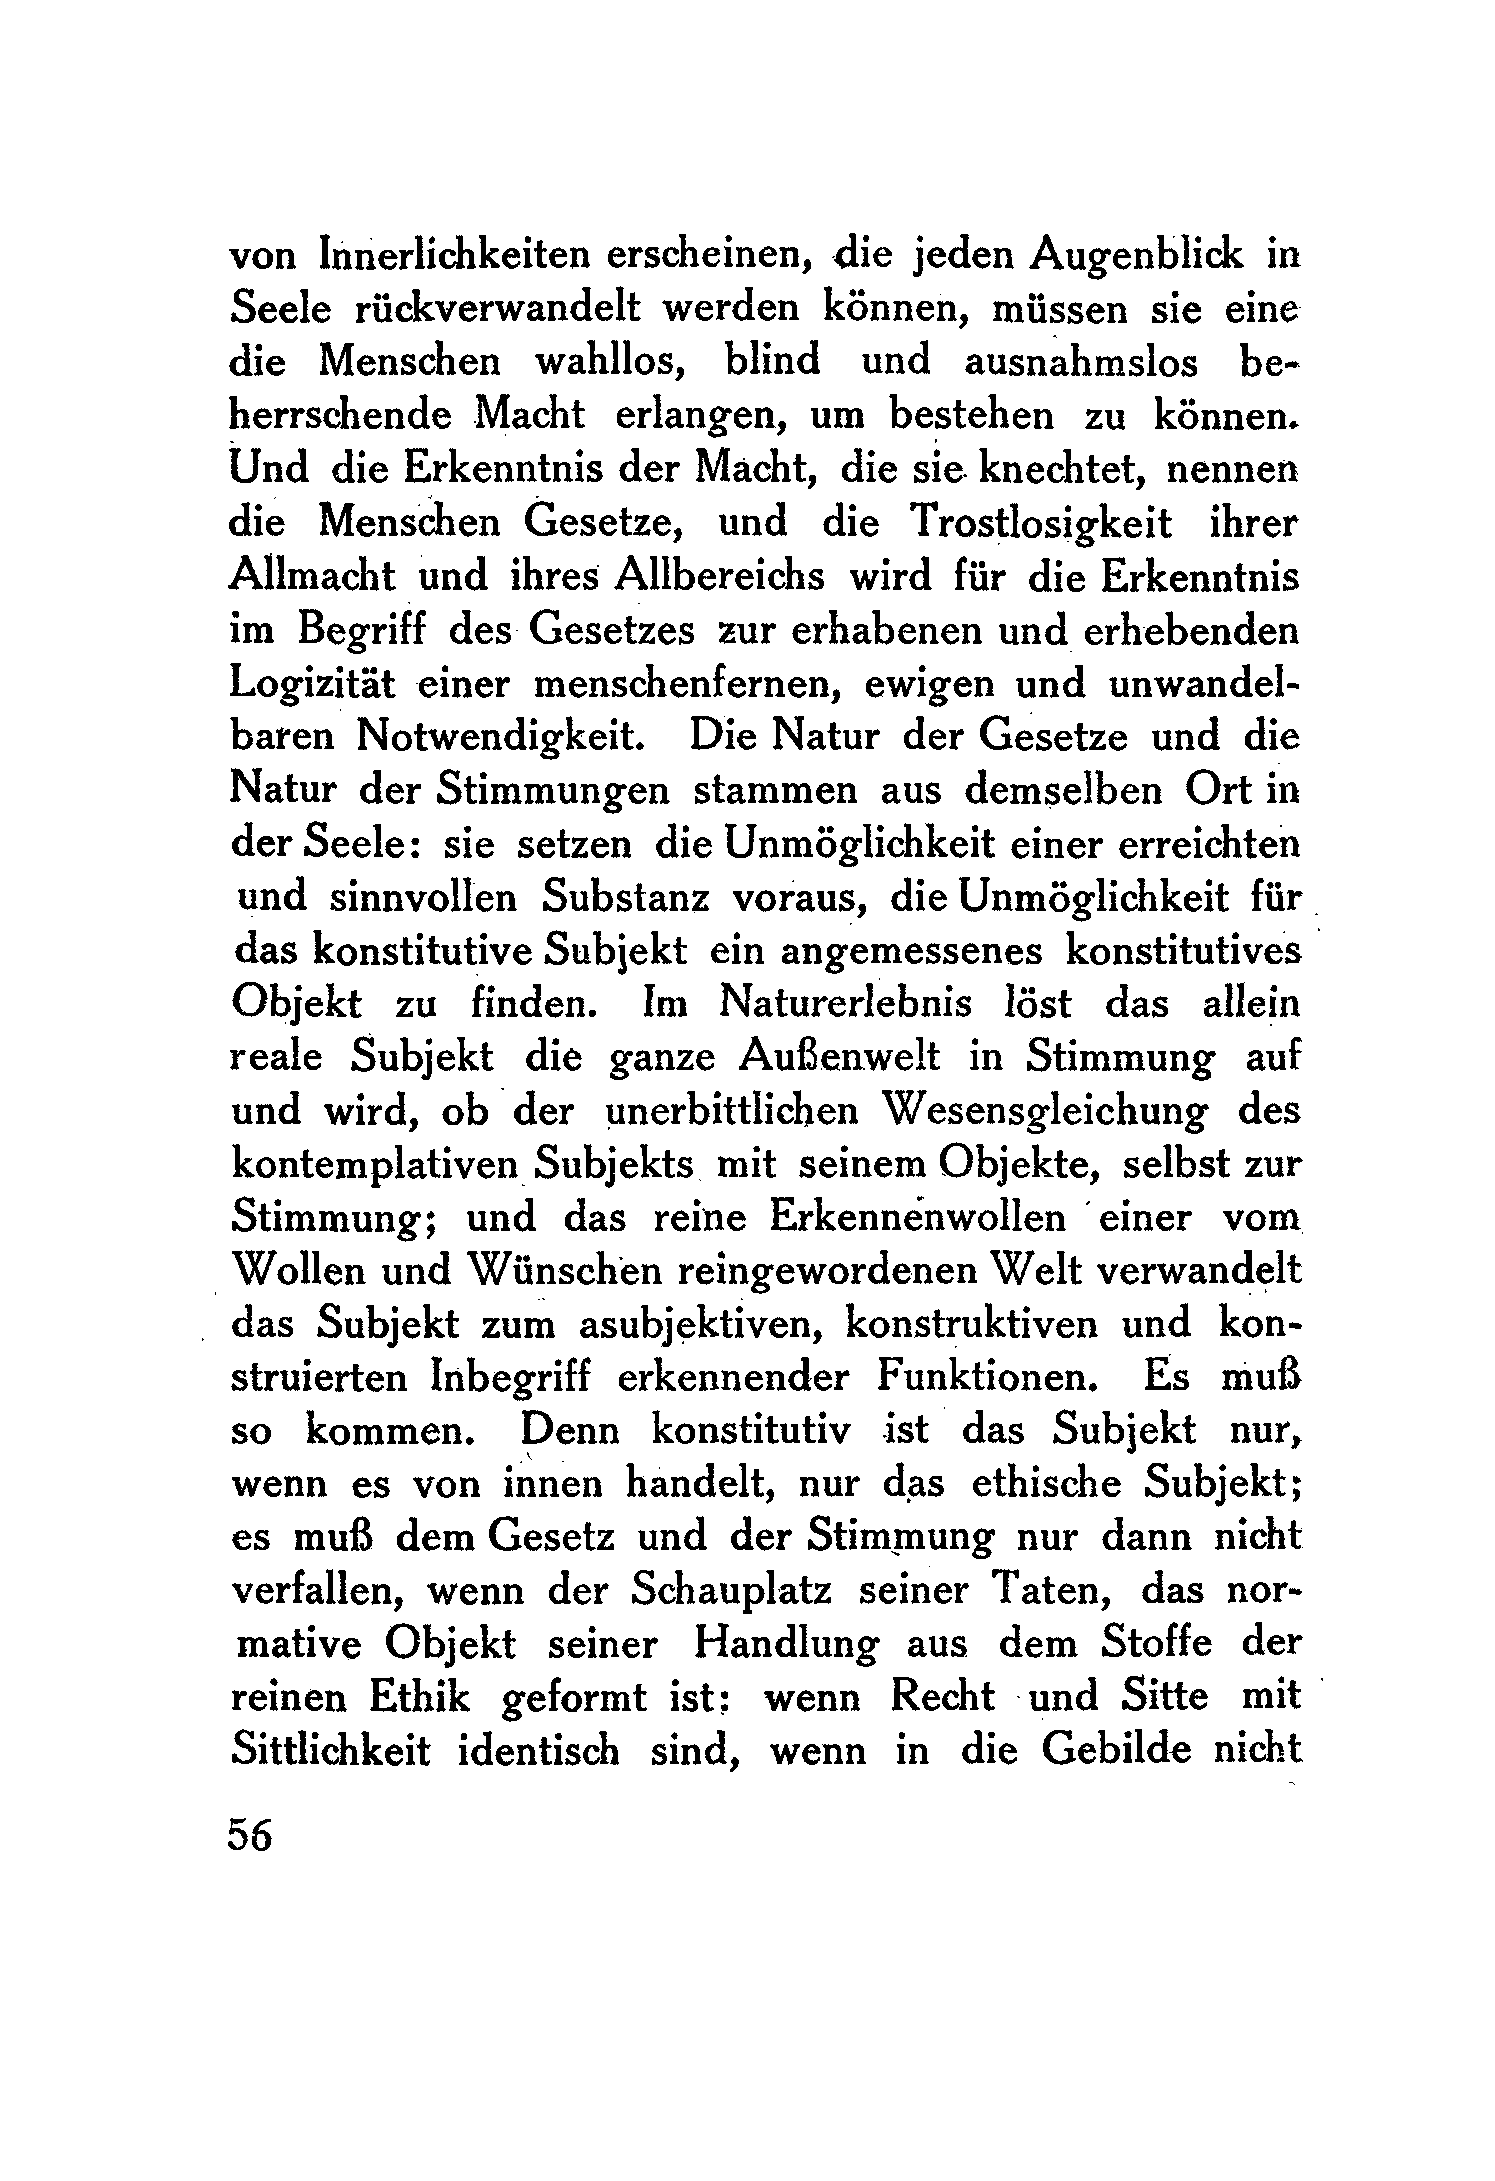 von Innerlichkeiten erscheinen, die jeden Augenblick in
Seele rückverwandelt werden können, müssen sie eine
die Menschen wahllos, blind und ausnahmslos be-
herrschende Macht erlangen, um bestehen zu können.
Und die Erkenntnis der Macht, die sie knechtet, nennen
die Menschen Gesetze, und die Trostlosigkeit ihrer
Allmacht und ihres Allbereichs wird für die Erkenntnis
im Begriff des Gesetzes zur erhabenen und erhebenden
Logizität einer menschenfernen, ewigen und unwandel-
baren Notwendigkeit. Die Natur der Gesetze und die
Natur der Stimmungen stammen aus demselben Ort in
der Seele: sie setzen die Unmöglichkeit einer erreichten
und sinnvollen Substanz voraus, die Unmöglichkeit für
das konstitutive Subjekt ein angemessenes konstitutives
Objekt zu finden. Im Naturerlebnis löst das allein
reale Subjekt die ganze Außenwelt in Stimmung auf
und wird, ob der unerbittlichen Wesensgleichung des
kontemplativen Subjekts mit seinem Objekte, selbst zur
Stimmung; und das reine Erkennenwollen einer vom
Wollen und Wünschen reingewordenen Welt verwandelt
das Subjekt zum asubjektiven, konstruktiven und kon-
struierten Inbegriff erkennender Funktionen. Es muß
so kommen. Denn konstitutiv ist das Subjekt nur,
wenn es von innen handelt, nur das ethische Subjekt;
es muß dem Gesetz und der Stimmung nur dann nicht
verfallen, wenn der Schauplatz seiner Taten, das nor-
mative Objekt seiner Handlung aus dem Stoffe der
reinen Ethik geformt ist: wenn Recht und Sitte mit
Sittlichkeit identisch sind, wenn in die Gebilde nicht
56